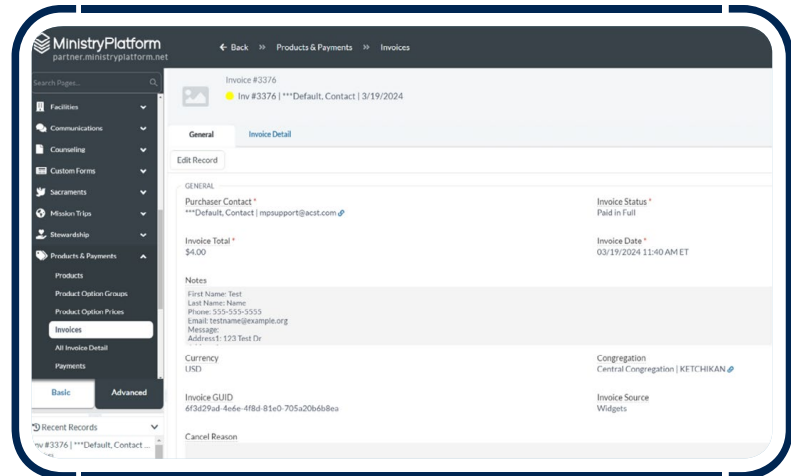 MinistryPlatform
partner.ministryplatform.net
Back » Products & Payments » Invoices
Search Pages...
Facilities
Communications
Counseling
Custom Forms
Sacraments
Mission Trips
Stewardship
Products & Payments
Products
Product Option Groups
Product Option Prices
Invoices
All Invoice Detail
Payments
Basic Advanced
Recent Records
Inv #3376 | ***Default, Contact ...
Invoice #3376
Inv #3376 | ***Default, Contact | 3/19/2024
General Invoice Detail
Edit Record
GENERAL
Purchaser Contact *
***Default, Contact | mpsupport@acst.com
Invoice Status *
Paid in Full
Invoice Total *
$4.00
Invoice Date *
03/19/2024 11:40 AM ET
Notes
First Name: Test
Last Name: Name
Phone: 555-555-5555
Email: testname@example.org
Message:
Address1: 123 Test Dr
Currency
USD
Congregation
Central Congregation | KETCHIKAN
Invoice GUID
6f3d29ad-4e6e-4f8d-81e0-705a20b6b8ea
Invoice Source
Widgets
Cancel Reason